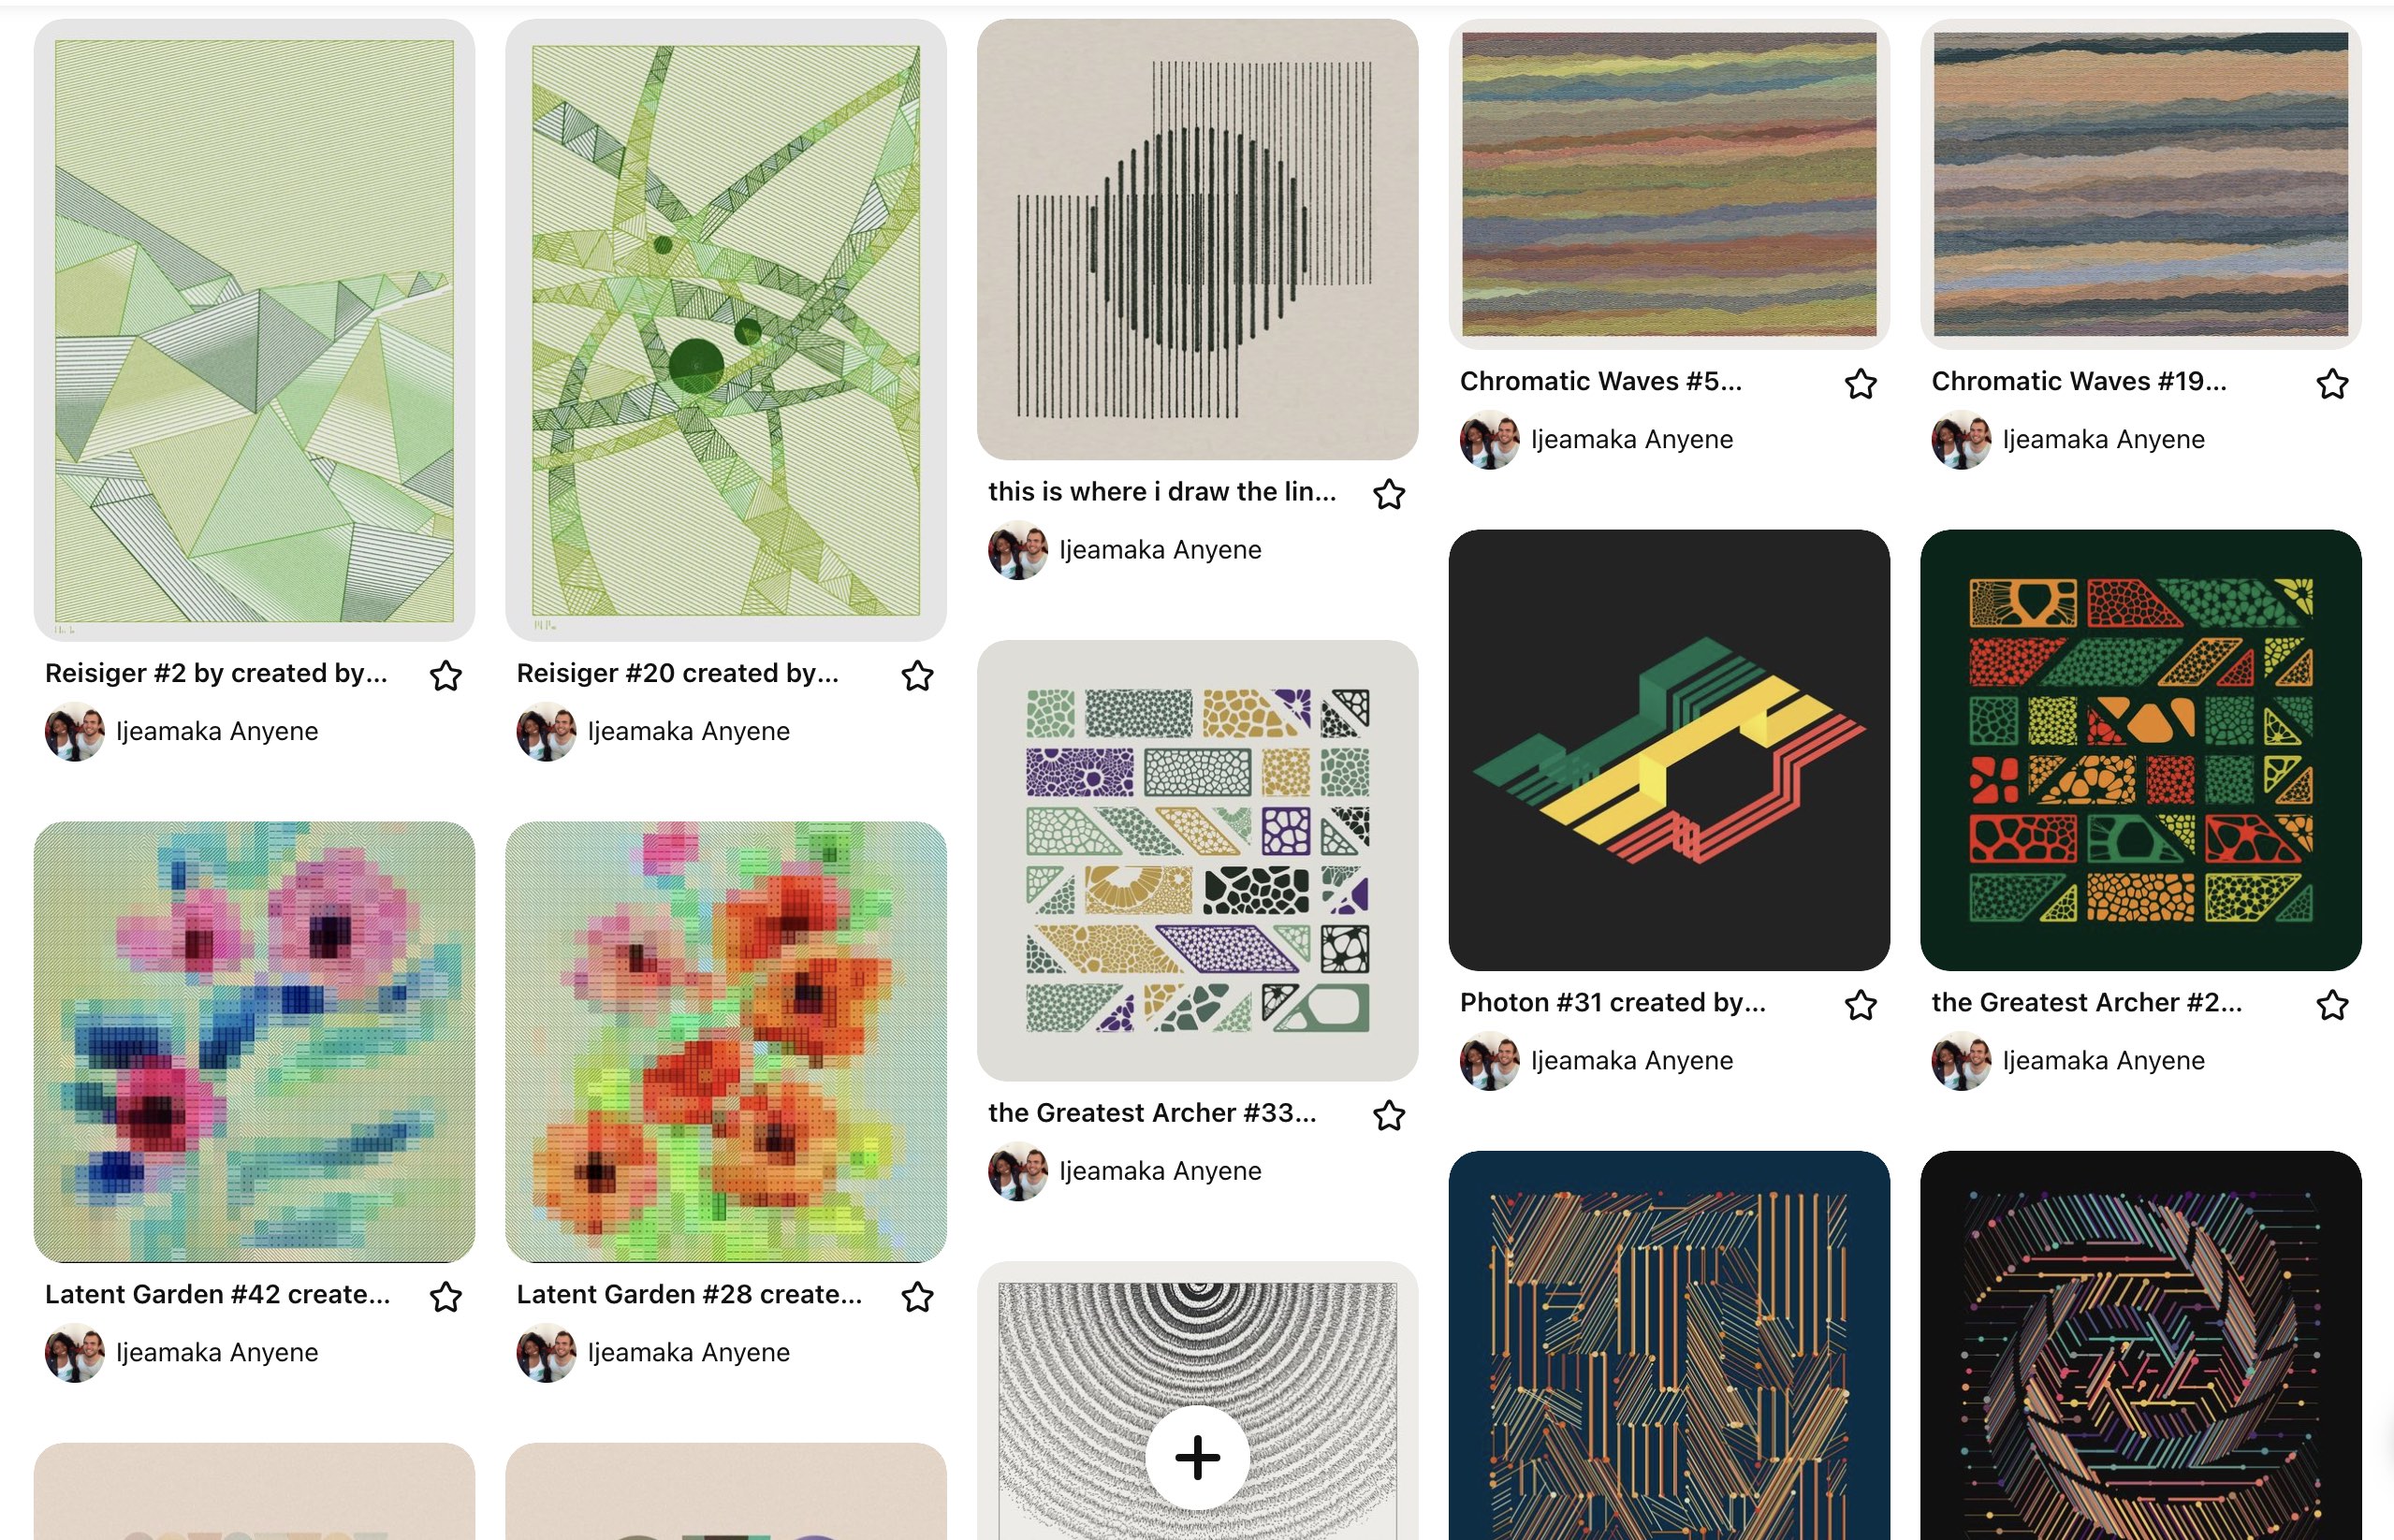 Reisiger #2 by created by...
Ijeamaka Anyene
Reisiger #20 created by...
Ijeamaka Anyene
this is where i draw the lin...
Ijeamaka Anyene
Chromatic Waves #5...
Ijeamaka Anyene
Chromatic Waves #19...
Ijeamaka Anyene
Latent Garden #42 create...
Ijeamaka Anyene
Latent Garden #28 create...
Ijeamaka Anyene
the Greatest Archer #33...
Ijeamaka Anyene
Photon #31 created by...
Ijeamaka Anyene
the Greatest Archer #2...
Ijeamaka Anyene